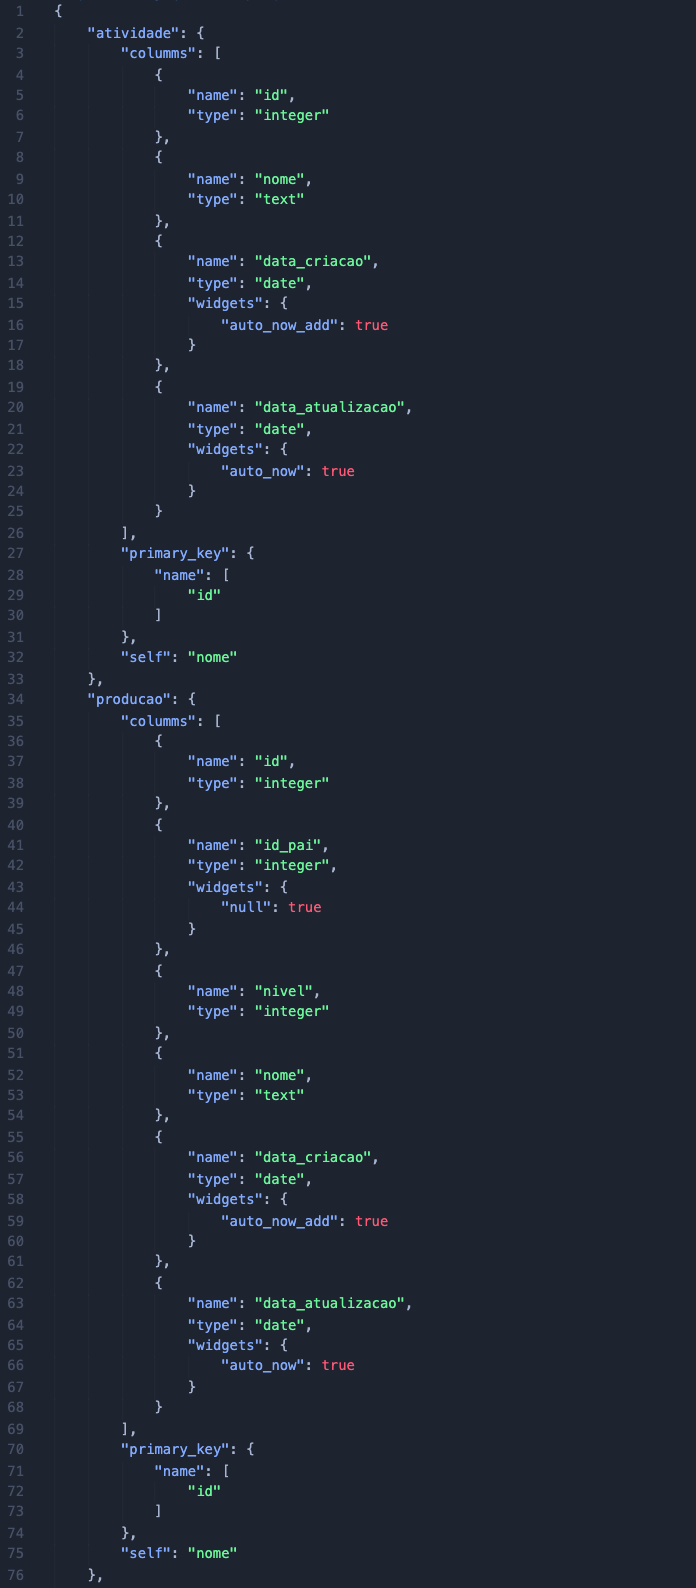 1 {
2     "atividade": {
3         "columms": [
4             {
5                 "name": "id",
6                 "type": "integer"
7             },
8             {
9                 "name": "nome",
10                 "type": "text"
11             },
12             {
13                 "name": "data_criacao",
14                 "type": "date",
15                 "widgets": {
16                     "auto_now_add": true
17                 }
18             },
19             {
20                 "name": "data_atualizacao",
21                 "type": "date",
22                 "widgets": {
23                     "auto_now": true
24                 }
25             }
26         ],
27         "primary_key": {
28             "name": [
29                 "id"
30             ]
31         },
32         "self": "nome"
33     },
34     "producao": {
35         "columms": [
36             {
37                 "name": "id",
38                 "type": "integer"
39             },
40             {
41                 "name": "id_pai",
42                 "type": "integer",
43                 "widgets": {
44                     "null": true
45                 }
46             },
47             {
48                 "name": "nivel",
49                 "type": "integer"
50             },
51             {
52                 "name": "nome",
53                 "type": "text"
54             },
55             {
56                 "name": "data_criacao",
57                 "type": "date",
58                 "widgets": {
59                     "auto_now_add": true
60                 }
61             },
62             {
63                 "name": "data_atualizacao",
64                 "type": "date",
65                 "widgets": {
66                     "auto_now": true
67                 }
68             }
69         ],
70         "primary_key": {
71             "name": [
72                 "id"
73             ]
74         },
75         "self": "nome"
76     },